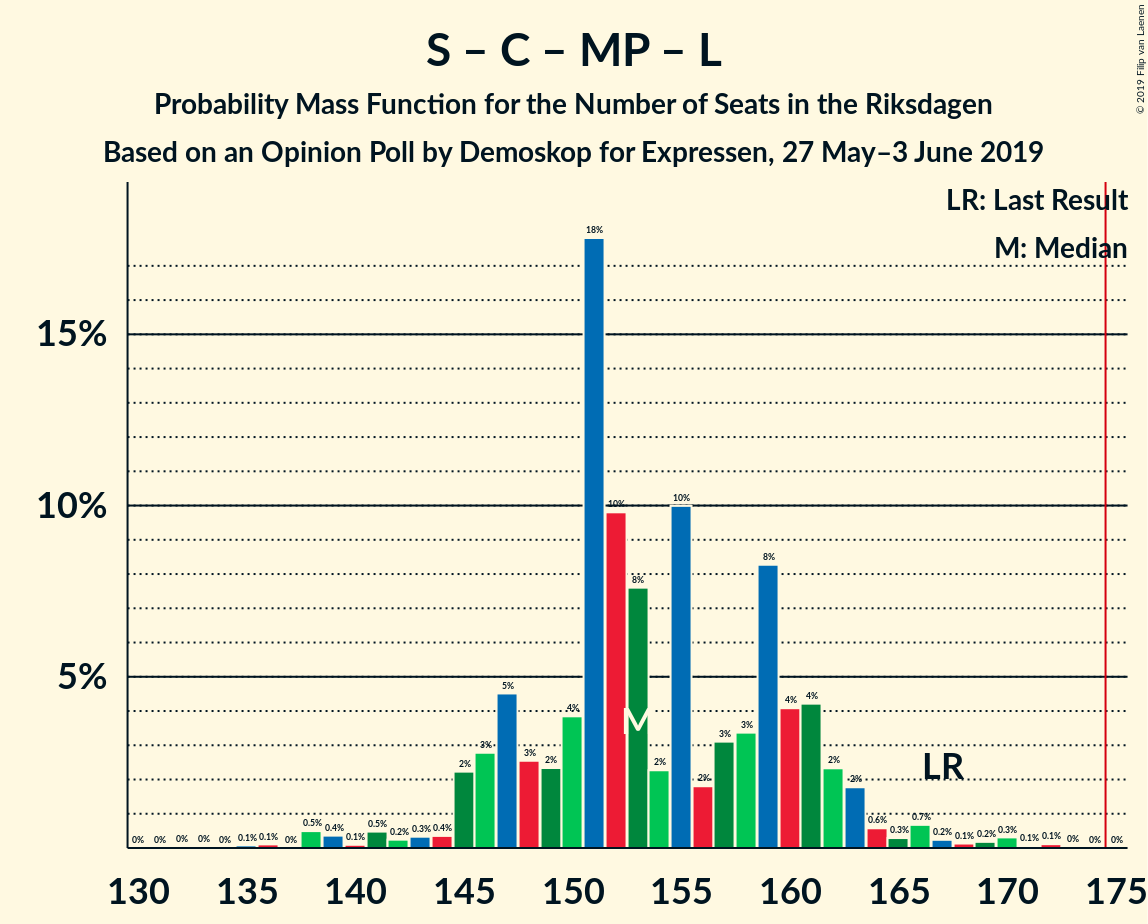 S – C – MP – L
Probability Mass Function for the Number of Seats in the Riksdagen
Based on an Opinion Poll by Demoskop for Expressen, 27 May–3 June 2019
© 2019 Filip van Laenen
LR: Last Result
M: Median
15%
10%
5%
0% 0% 0% 0% 0% 0.1% 0.1% 0% 0.5% 0.4% 0.1% 0.5% 0.2% 0.3% 0.4% 2% 3% 5% 3% 2% 4% 18% 10% 8% 2% 10% 2% 3% 3% 8% 4% 4% 2% 2% 0.6% 0.3% 0.7% 0.2% 0.1% 0.2% 0.3% 0.1% 0.1% 0% 0% 0%
M
LR
130 135 140 145 150 155 160 165 170 175